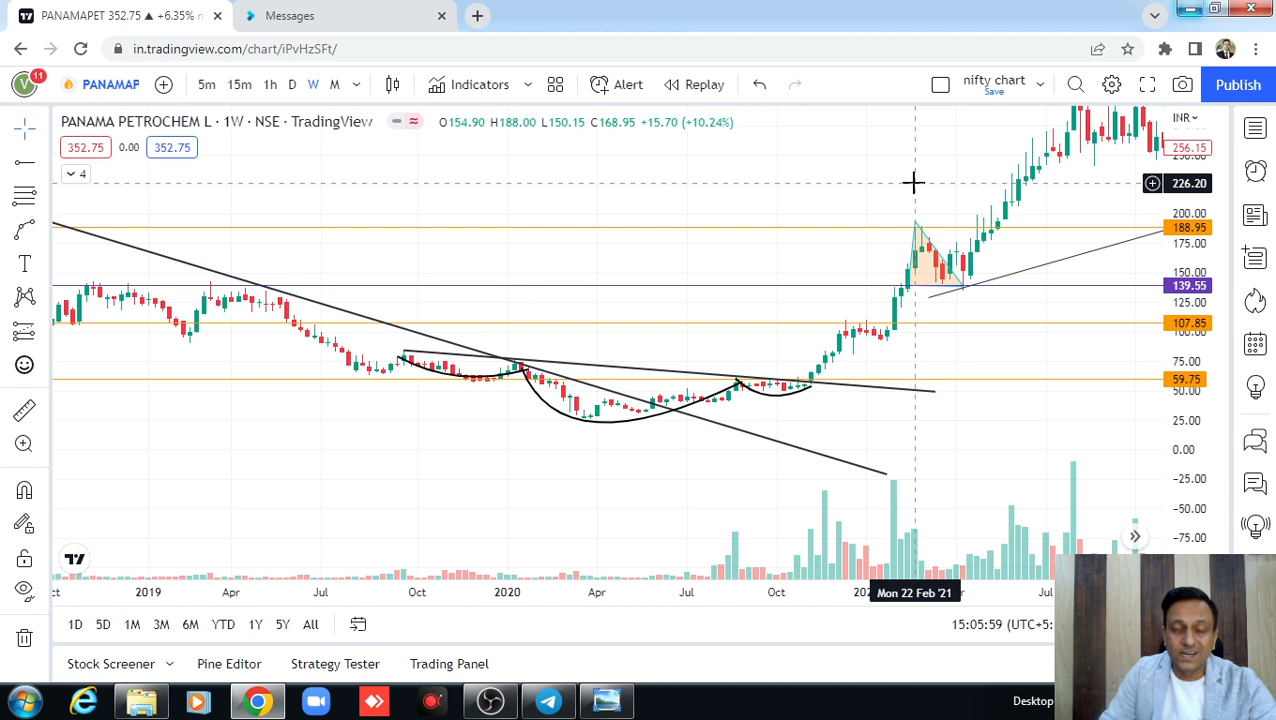 PANAMAPET 352.75 ▲ +6.35%
Messages
in.tradingview.com/chart/iPvHzSFt/
V 11 PANAMAP 5m 15m 1h D W M Indicators Alert Replay nifty chart Save Publish
PANAMA PETROCHEM L · 1W · NSE · TradingView 154.90 H188.00 L150.15 C168.95 +15.70 (+10.24%)
INR
352.75 0.00 352.75
256.15
4
226.20
200.00
188.95
175.00
150.00
139.55
125.00
107.85
75.00
59.75
50.00
25.00
0.00
−25.00
−50.00
−75.00
2019 Apr Jul Oct 2020 Apr Jul Oct Mon 22 Feb '21
1D 5D 1M 3M 6M YTD 1Y 5Y All 15:05:59 (UTC+5:
Stock Screener Pine Editor Strategy Tester Trading Panel
Desktop